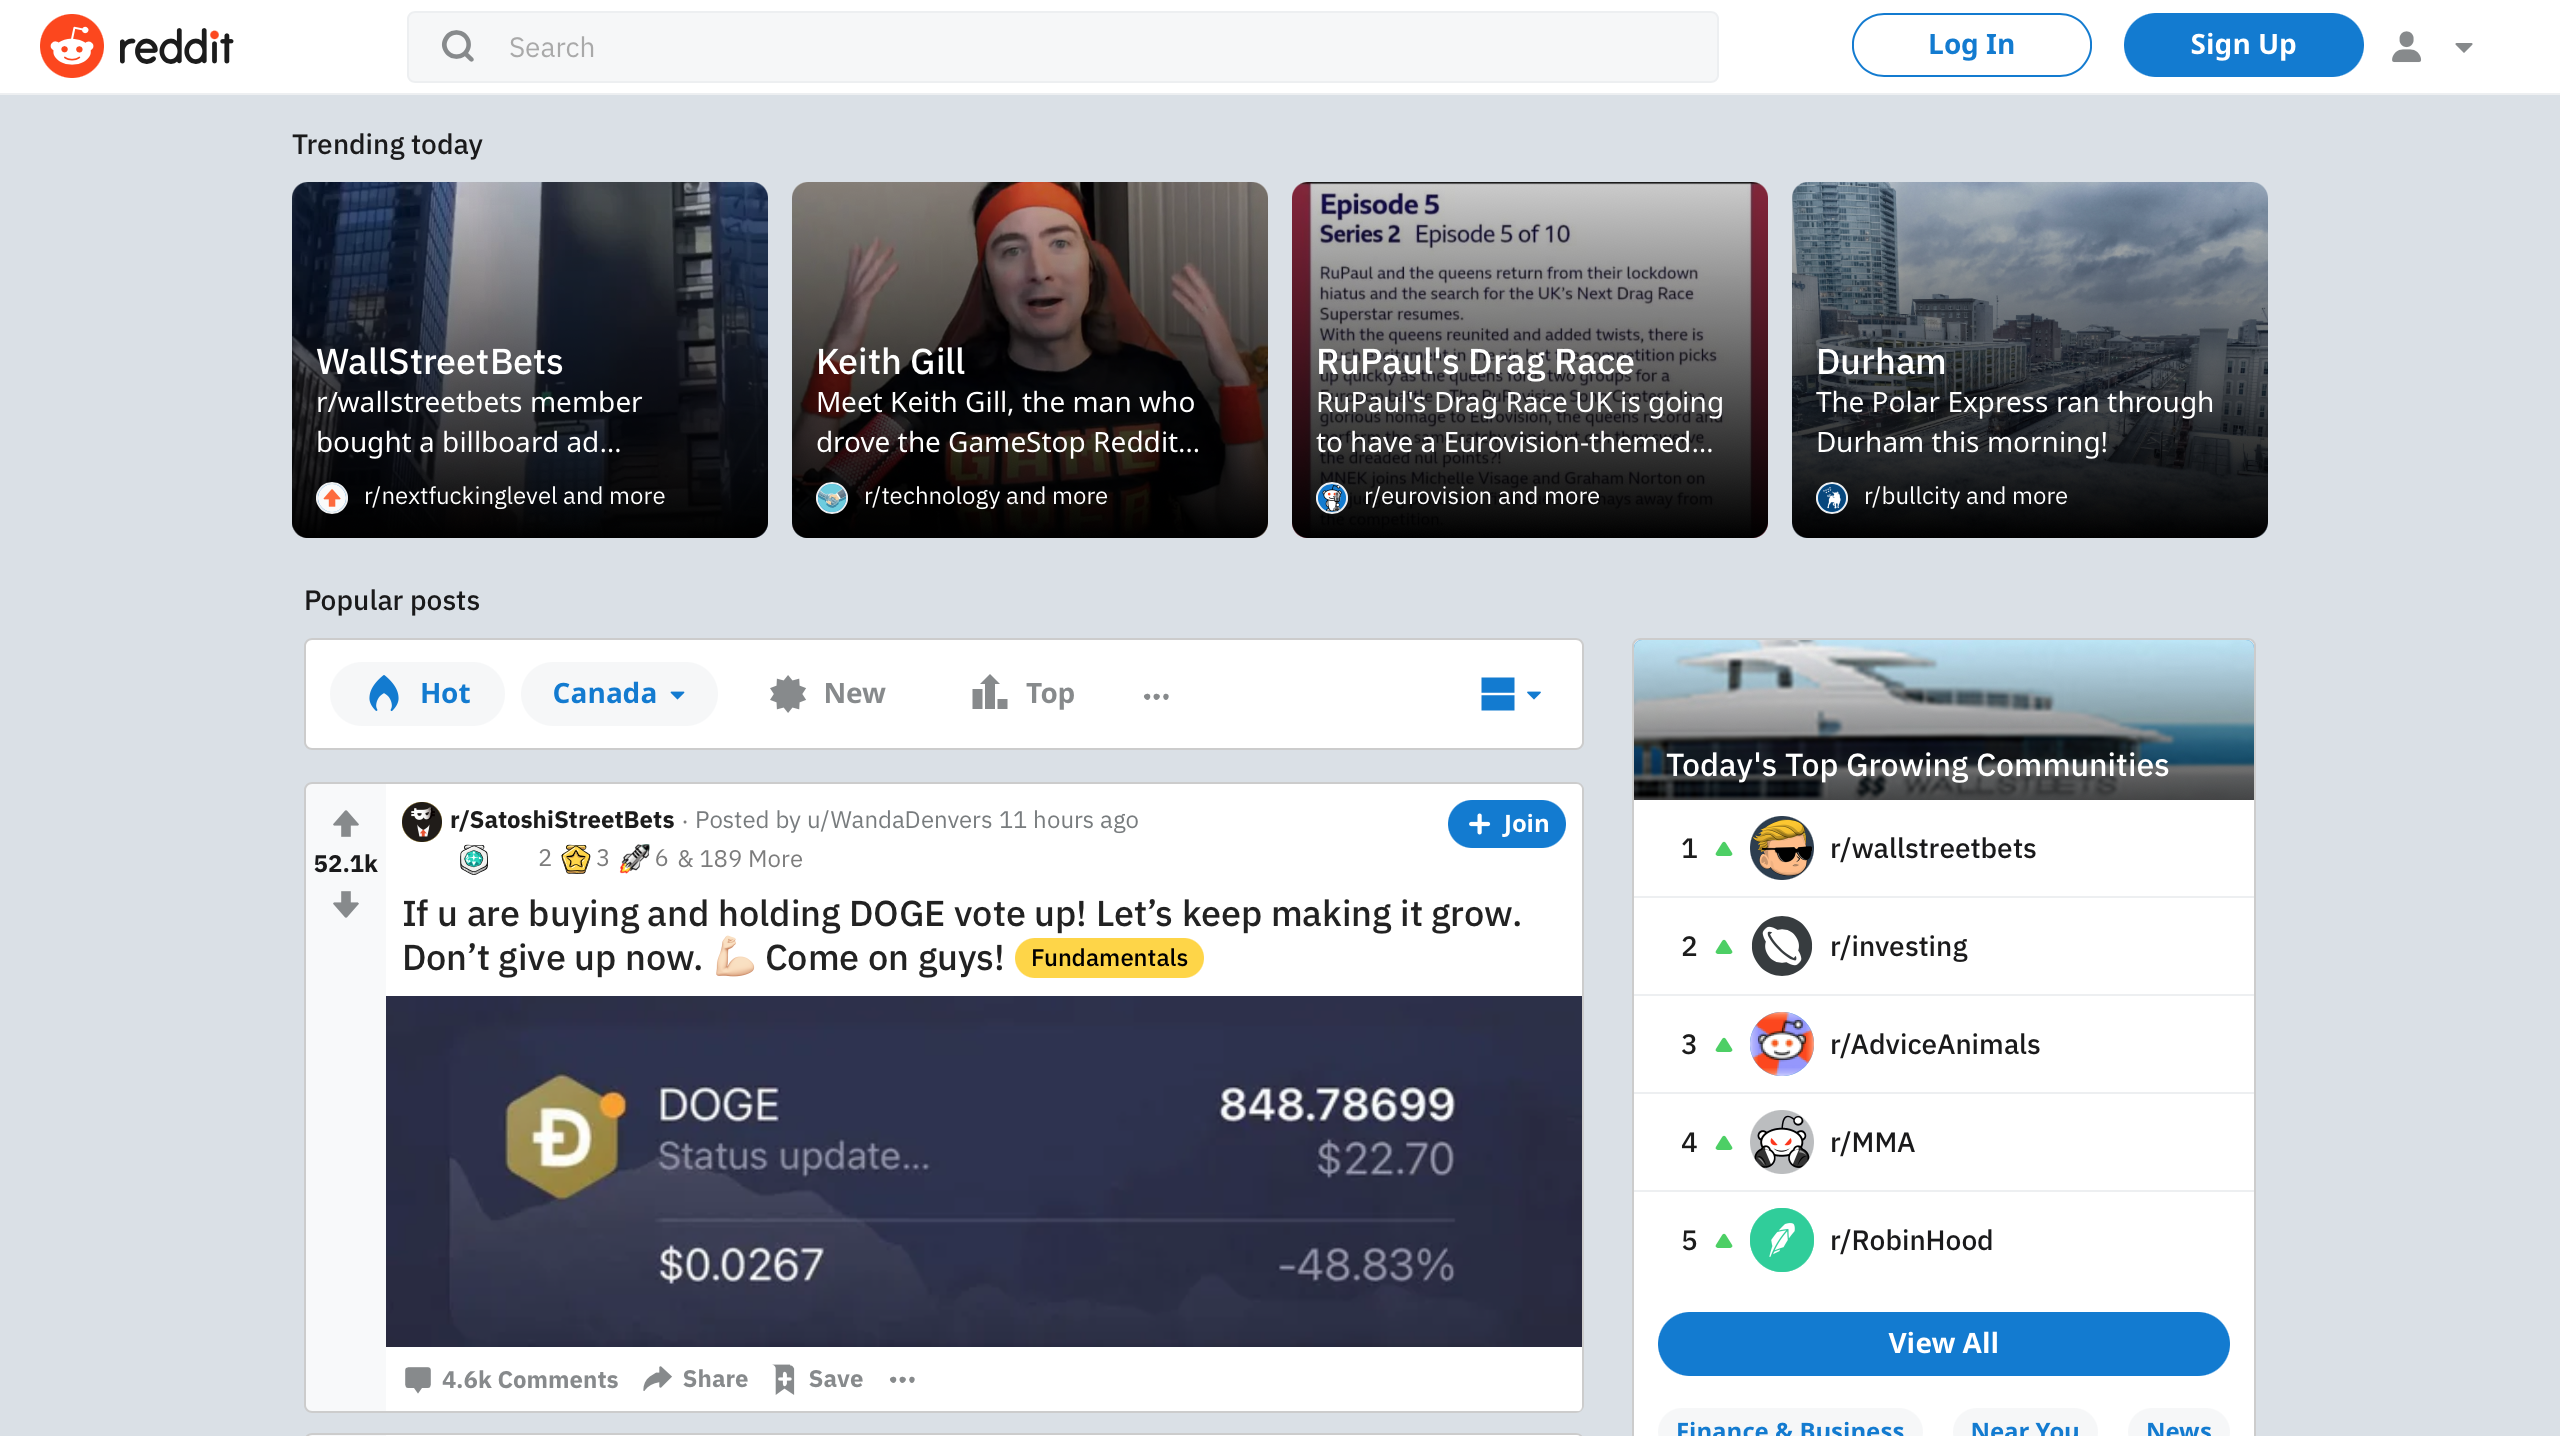 reddit
Search
Log In
Sign Up
Trending today
Episode 5
Series 2 Episode 5 of 10
RuPaul and the queens return from their lockdown
hiatus and the search for the UK's Next Drag Race
Superstar resumes.
With the queens reunited and added twists, there is
WallStreetBets
r/wallstreetbets member
bought a billboard ad...
r/nextfuckinglevel and more
Keith Gill
Meet Keith Gill, the man who
drove the GameStop Reddit...
r/technology and more
RuPaul's Drag Race
RuPaul's Drag Race UK is going
to have a Eurovision-themed...
r/eurovision and more
Durham
The Polar Express ran through
Durham this morning!
r/bullcity and more
Popular posts
Hot
Canada
New
Top
52.1k
r/SatoshiStreetBets · Posted by u/WandaDenvers 11 hours ago
2 3 6 & 189 More
Join
If u are buying and holding DOGE vote up! Let’s keep making it grow.
Don’t give up now. 💪🏻 Come on guys! Fundamentals
DOGE 848.78699
Status update... $22.70
$0.0267 -48.83%
4.6k Comments Share Save
Today's Top Growing Communities
1 r/wallstreetbets
2 r/investing
3 r/AdviceAnimals
4 r/MMA
5 r/RobinHood
View All
Finance & Business Near You News